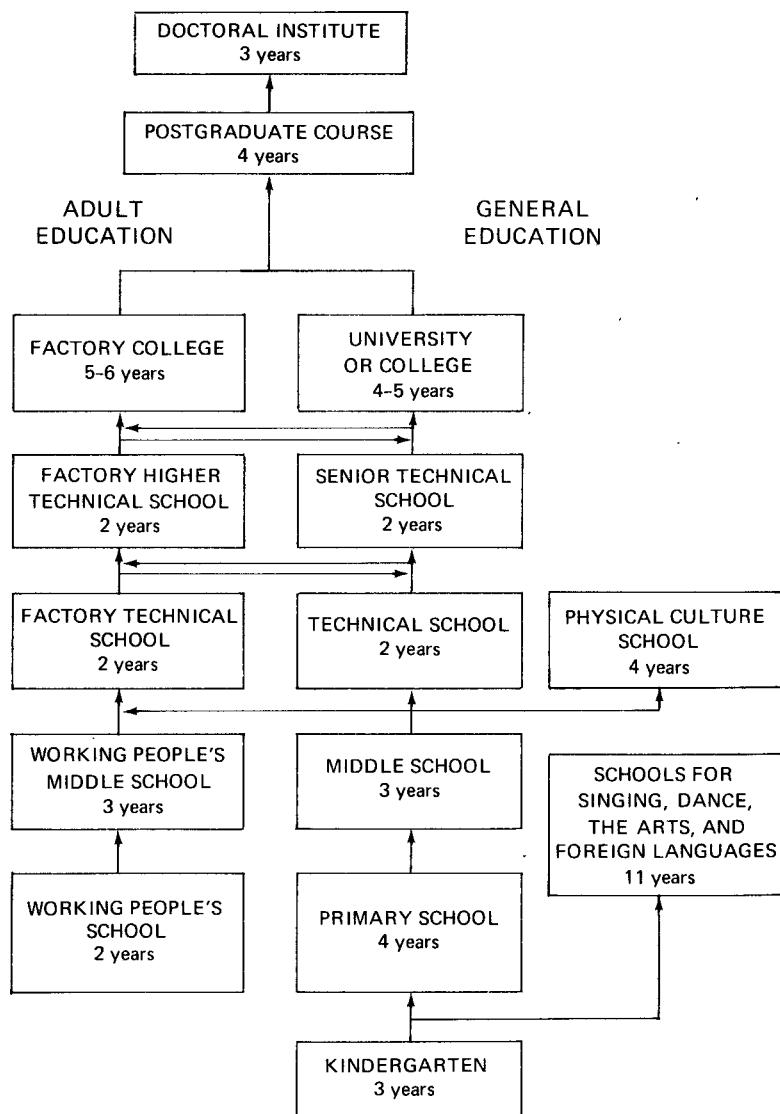 DOCTORAL INSTITUTE
3 years
POSTGRADUATE COURSE
4 years
ADULT
EDUCATION
GENERAL
EDUCATION
FACTORY COLLEGE
5-6 years
UNIVERSITY
OR COLLEGE
4-5 years
FACTORY HIGHER
TECHNICAL SCHOOL
2 years
SENIOR TECHNICAL
SCHOOL
2 years
FACTORY TECHNICAL
SCHOOL
2 years
TECHNICAL SCHOOL
2 years
PHYSICAL CULTURE
SCHOOL
4 years
WORKING PEOPLE'S
MIDDLE SCHOOL
3 years
MIDDLE SCHOOL
3 years
SCHOOLS FOR
SINGING, DANCE,
THE ARTS, AND
FOREIGN LANGUAGES
11 years
WORKING PEOPLE'S
SCHOOL
2 years
PRIMARY SCHOOL
4 years
KINDERGARTEN
3 years